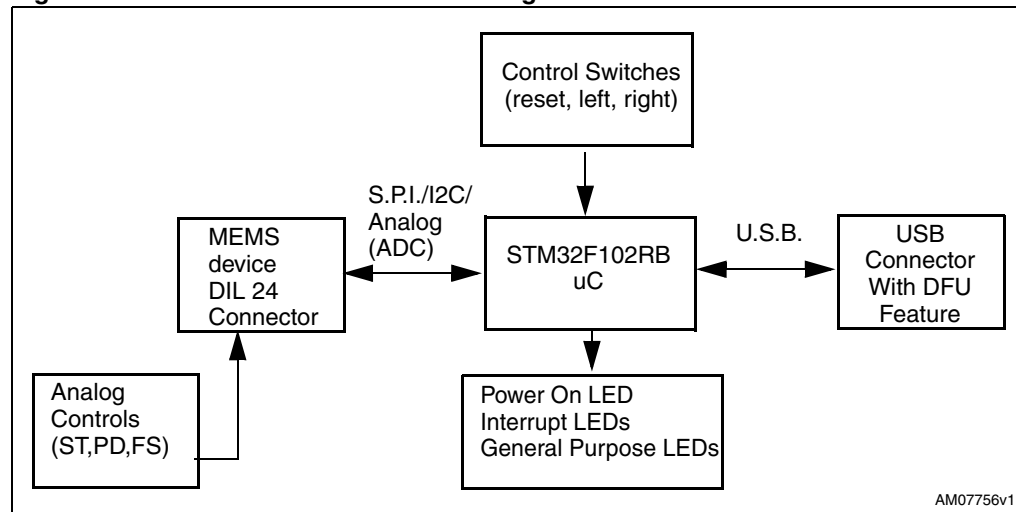 Control Switches
(reset, left, right)
S.P.I./I2C/
Analog
(ADC)
MEMS
device
DIL 24
Connector
STM32F102RB
uC
U.S.B.
USB
Connector
With DFU
Feature
Analog
Controls
(ST,PD,FS)
Power On LED
Interrupt LEDs
General Purpose LEDs
AM07756v1